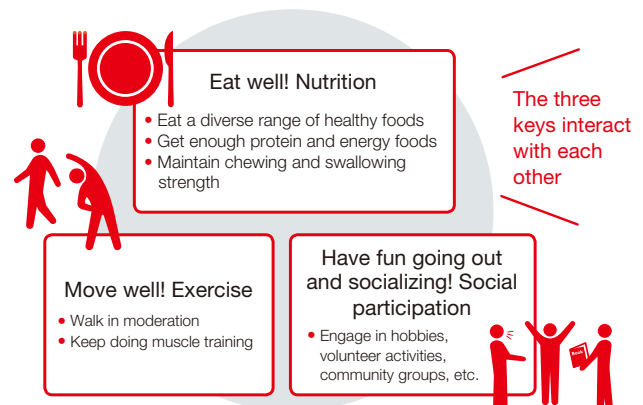 Eat well! Nutrition
• Eat a diverse range of healthy foods
• Get enough protein and energy foods
• Maintain chewing and swallowing
strength
The three
keys interact
with each
other
Move well! Exercise
• Walk in moderation
• Keep doing muscle training
Have fun going out
and socializing! Social
participation
• Engage in hobbies,
volunteer activities,
community groups, etc.
Book